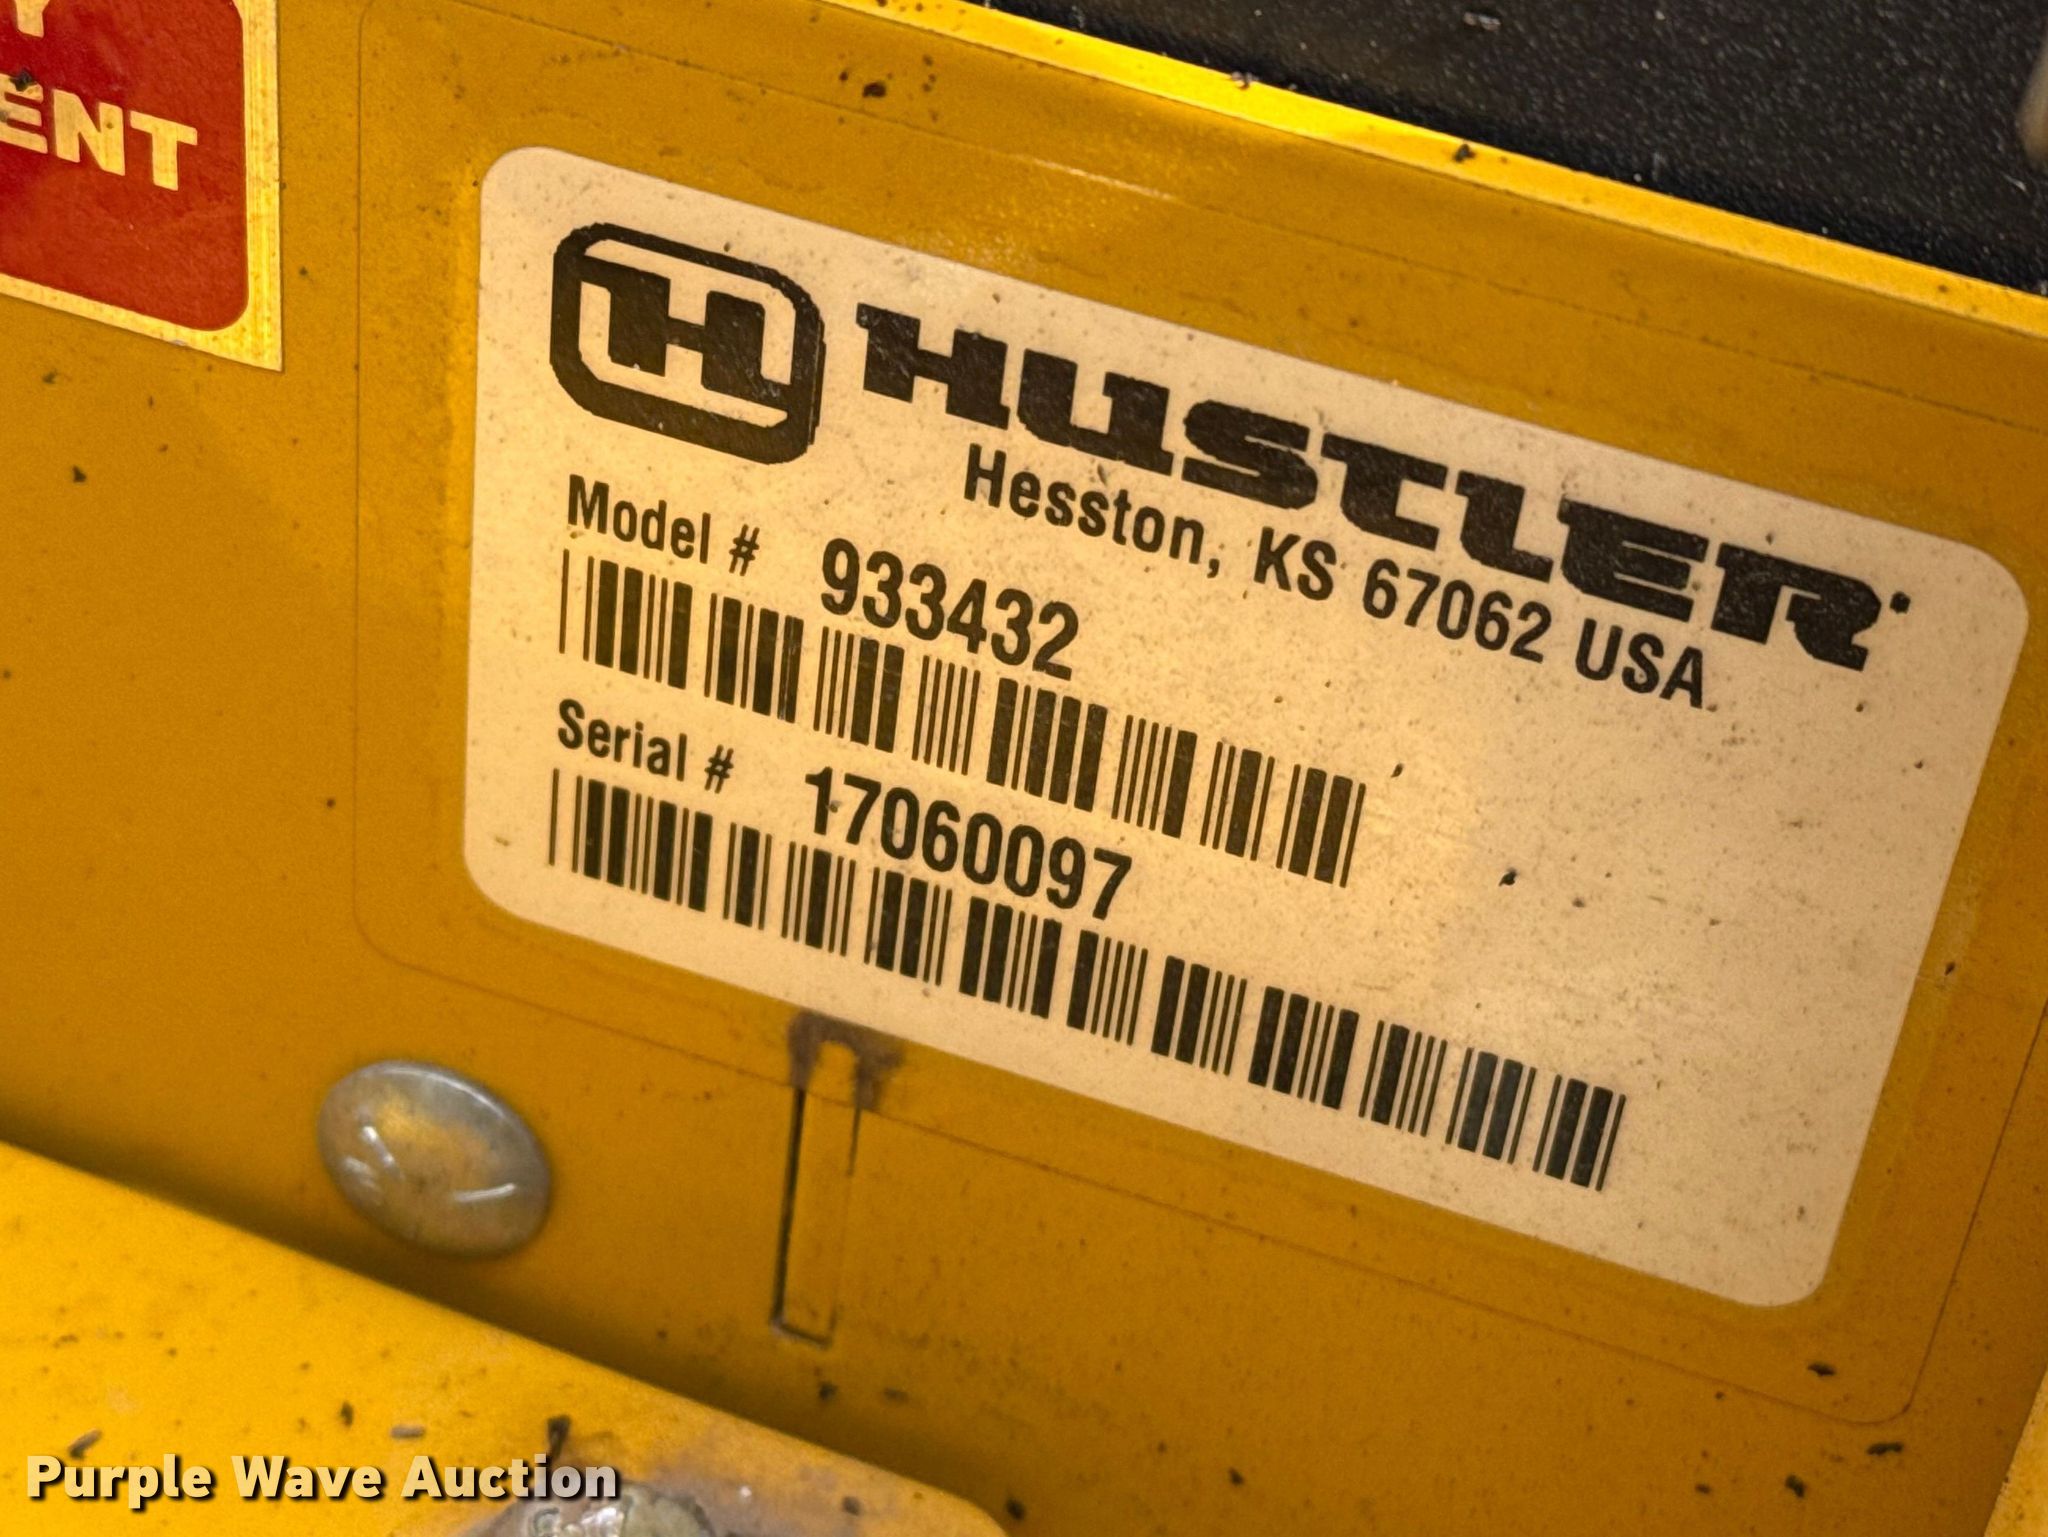 Y
ENT
H HUSTLER
Hesston, KS 67062 USA
Model # 933432
Serial # 17060097
Purple Wave Auction